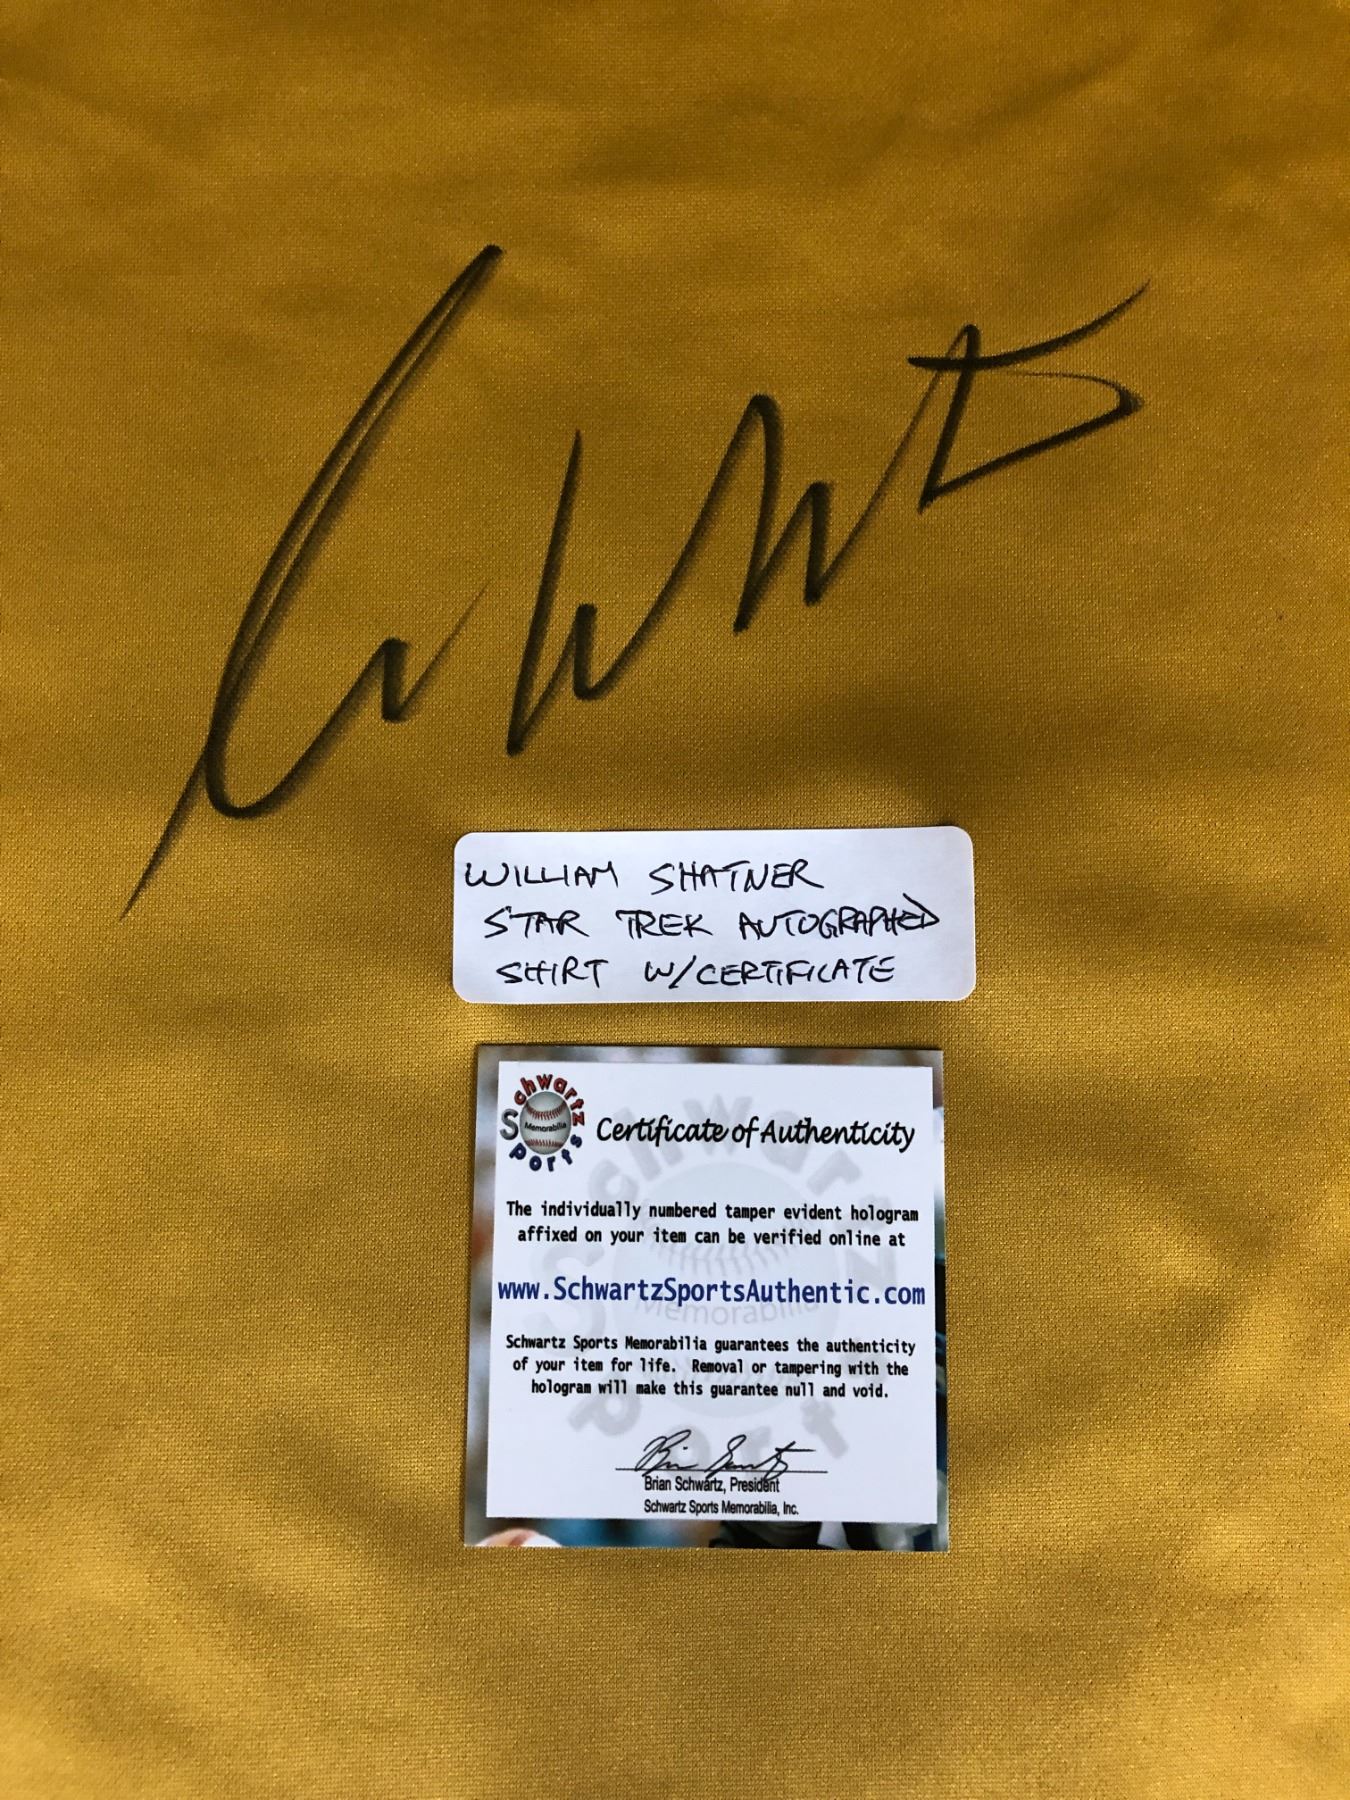 WILLIAM SHATNER
STAR TREK AUTOGRAPHED
SHIRT W/CERTIFICATE
Schwartz
Memorabilia
Sports
Certificate of Authenticity
The individually numbered tamper evident hologram
affixed on your item can be verified online at
www.SchwartzSportsAuthentic.com
Schwartz Sports Memorabilia guarantees the authenticity
of your item for life. Removal or tampering with the
hologram will make this guarantee null and void.
Brian Schwartz, President
Schwartz Sports Memorabilia, Inc.